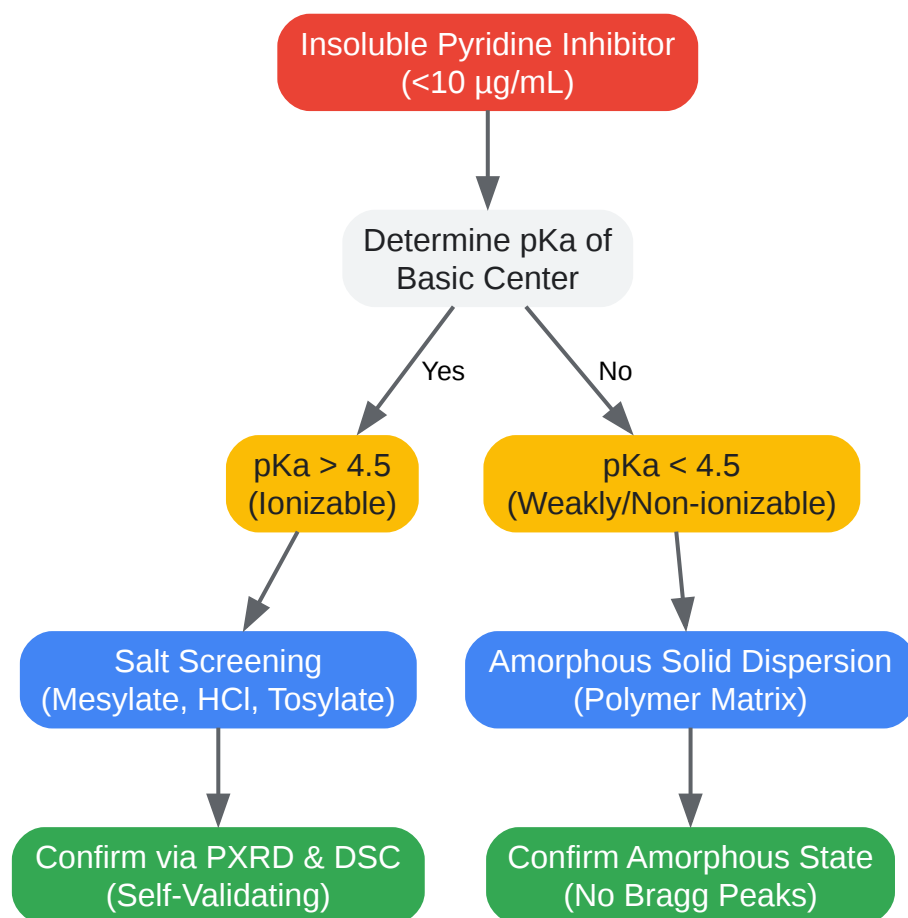 Insoluble Pyridine Inhibitor
(<10 µg/mL)
Determine pKa of
Basic Center
Yes
No
pKa > 4.5
(Ionizable)
pKa < 4.5
(Weakly/Non-ionizable)
Salt Screening
(Mesylate, HCl, Tosylate)
Amorphous Solid Dispersion
(Polymer Matrix)
Confirm via PXRD & DSC
(Self-Validating)
Confirm Amorphous State
(No Bragg Peaks)